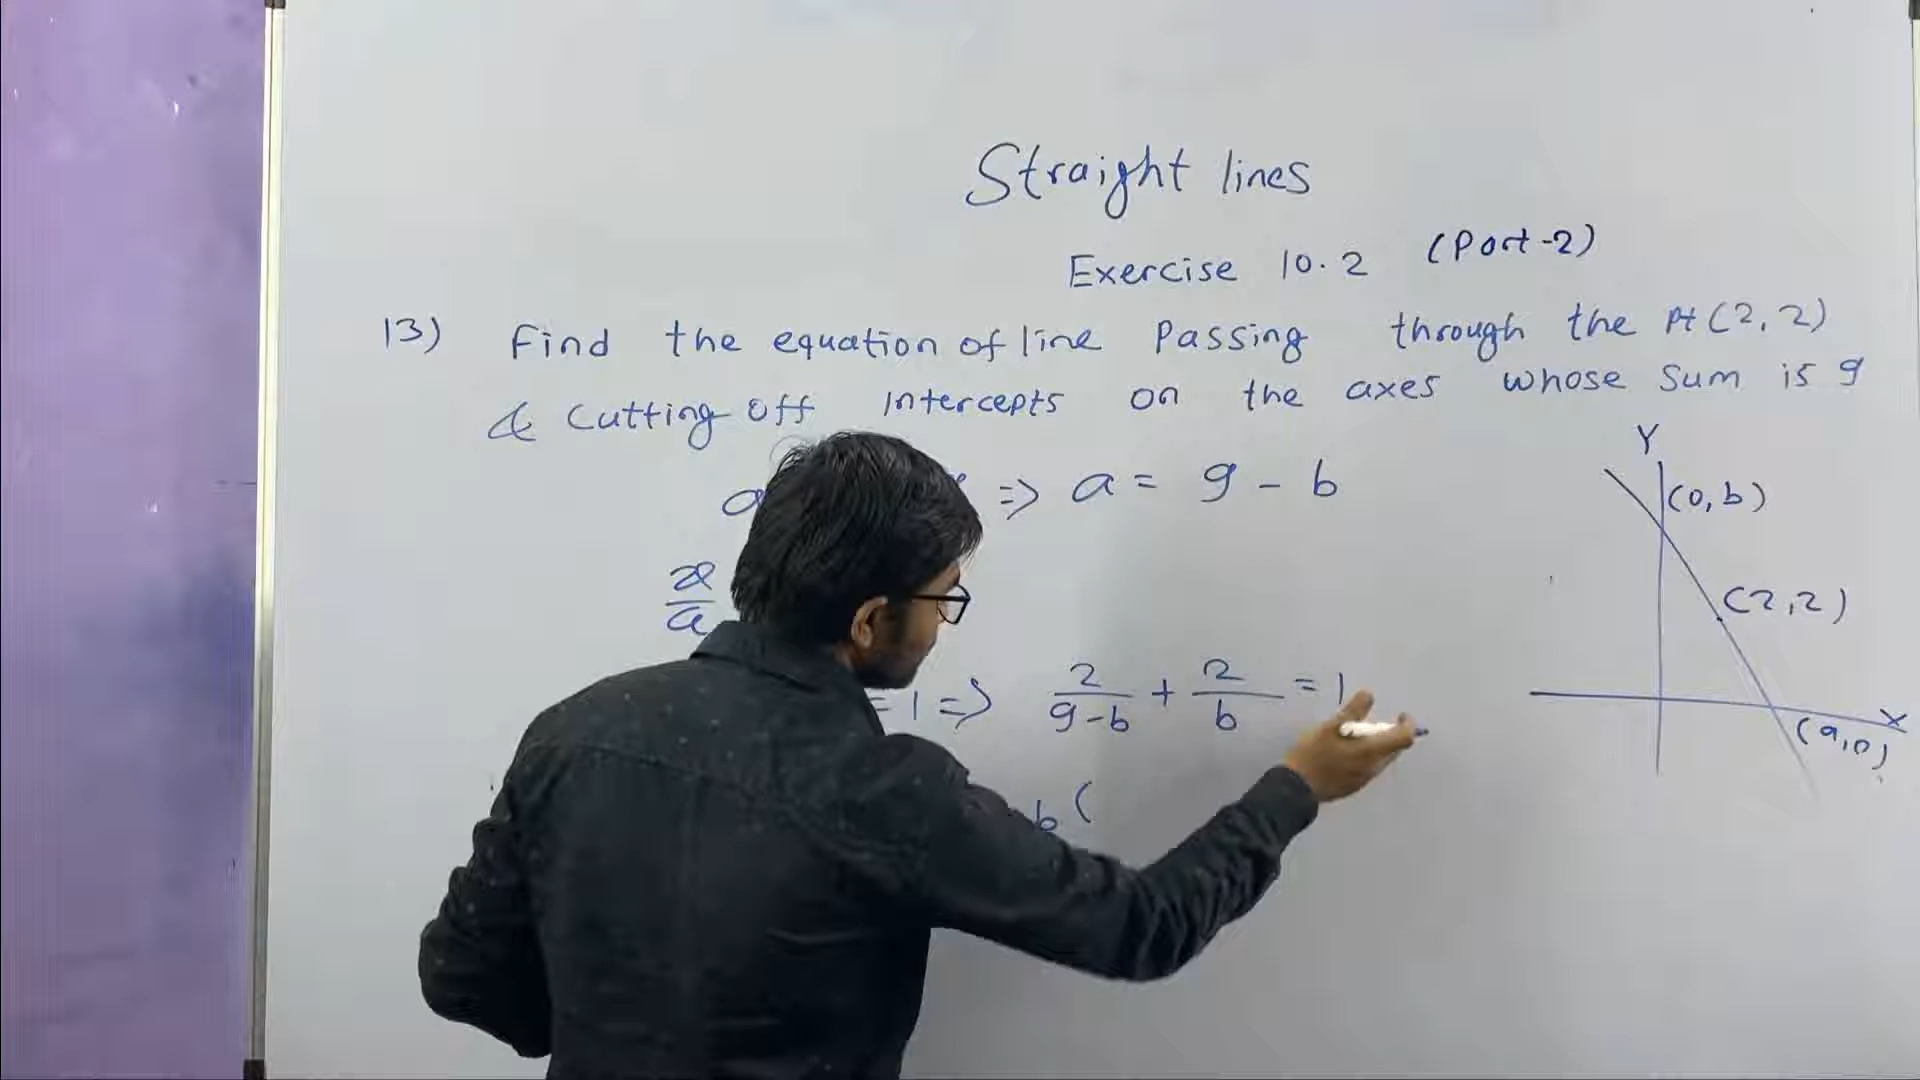 Straight lines
Exercise 10.2 (Part-2)
13) Find the equation of line Passing through the Pt (2, 2)
& Cutting off intercepts on the axes whose sum is 9
a => a = 9 - b
x/a
= 1 => 2/(9-b) + 2/b = 1
b (
Y
(0, b)
(2, 2)
X
(a, 0)